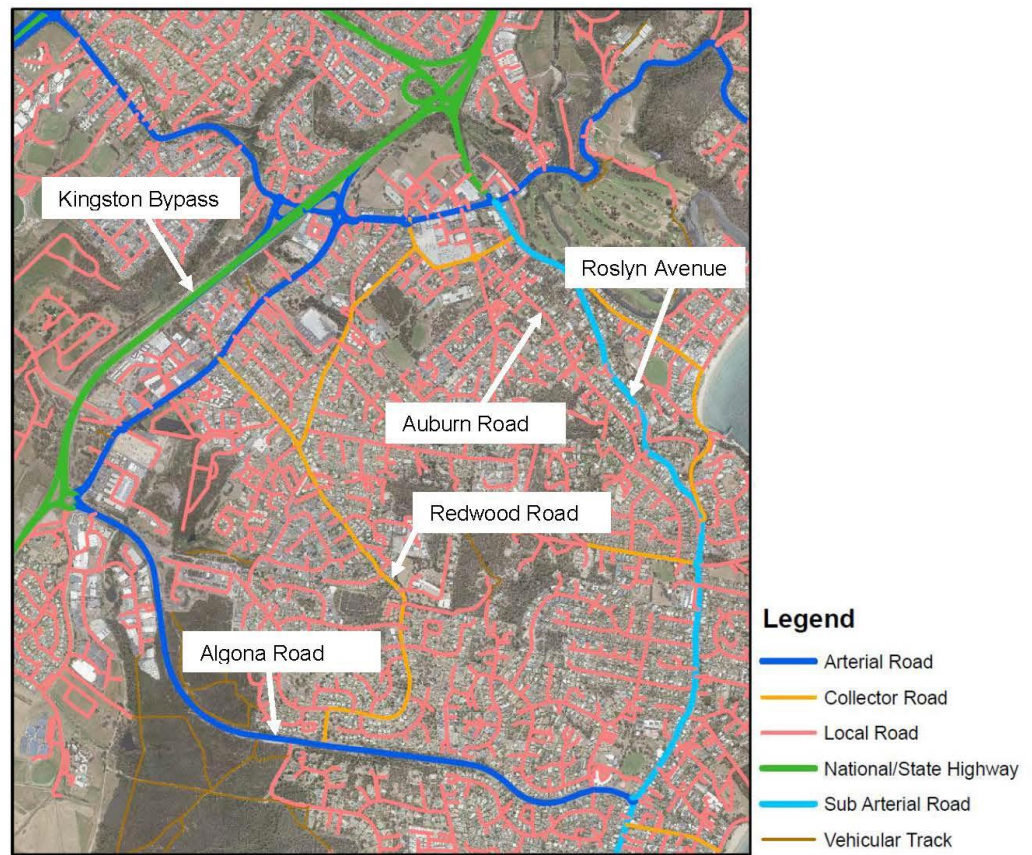 Kingston Bypass
Roslyn Avenue
Auburn Road
Redwood Road
Algona Road
Legend
Arterial Road
Collector Road
Local Road
National/State Highway
Sub Arterial Road
Vehicular Track